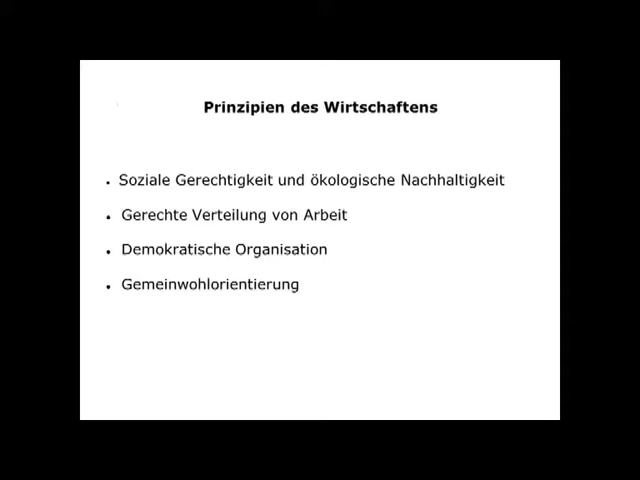 Prinzipien des Wirtschaftens
• Soziale Gerechtigkeit und ökologische Nachhaltigkeit
• Gerechte Verteilung von Arbeit
• Demokratische Organisation
• Gemeinwohlorientierung